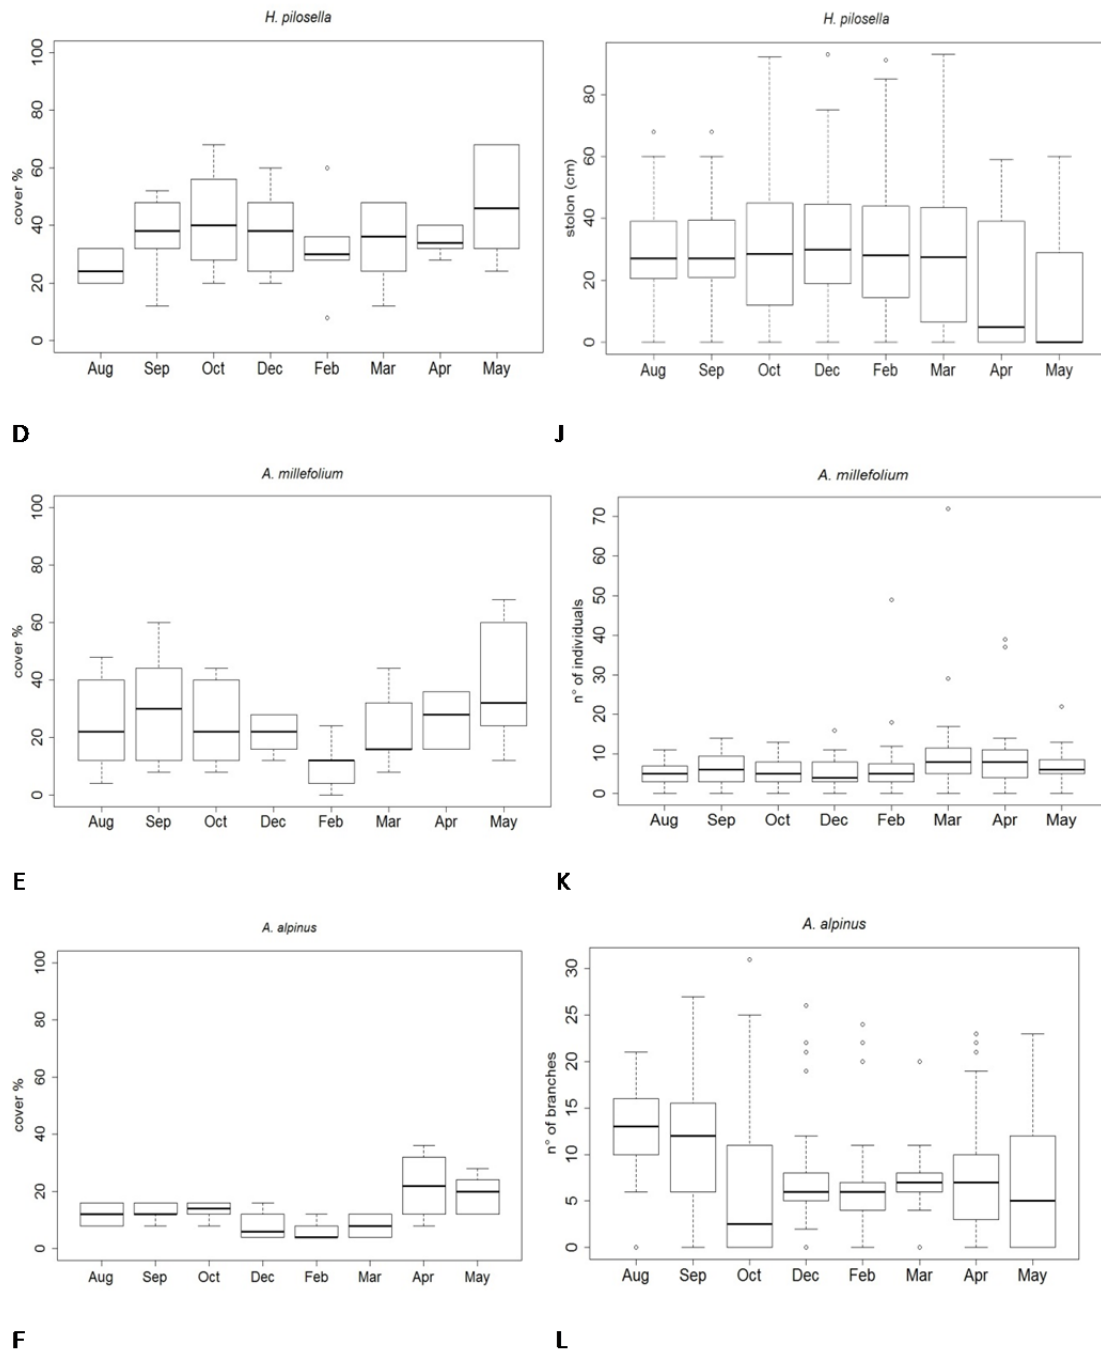 H. pilosella
cover %
100
80
60
40
20
0
Aug Sep Oct Dec Feb Mar Apr May
D
H. pilosella
stolon (cm)
80
60
40
20
0
Aug Sep Oct Dec Feb Mar Apr May
J
A. millefolium
cover %
100
80
60
40
20
0
Aug Sep Oct Dec Feb Mar Apr May
E
A. millefolium
n° of individuals
70
60
50
40
30
20
10
0
Aug Sep Oct Dec Feb Mar Apr May
K
A. alpinus
cover %
100
80
60
40
20
0
Aug Sep Oct Dec Feb Mar Apr May
F
A. alpinus
n° of branches
30
25
20
15
10
5
0
Aug Sep Oct Dec Feb Mar Apr May
L